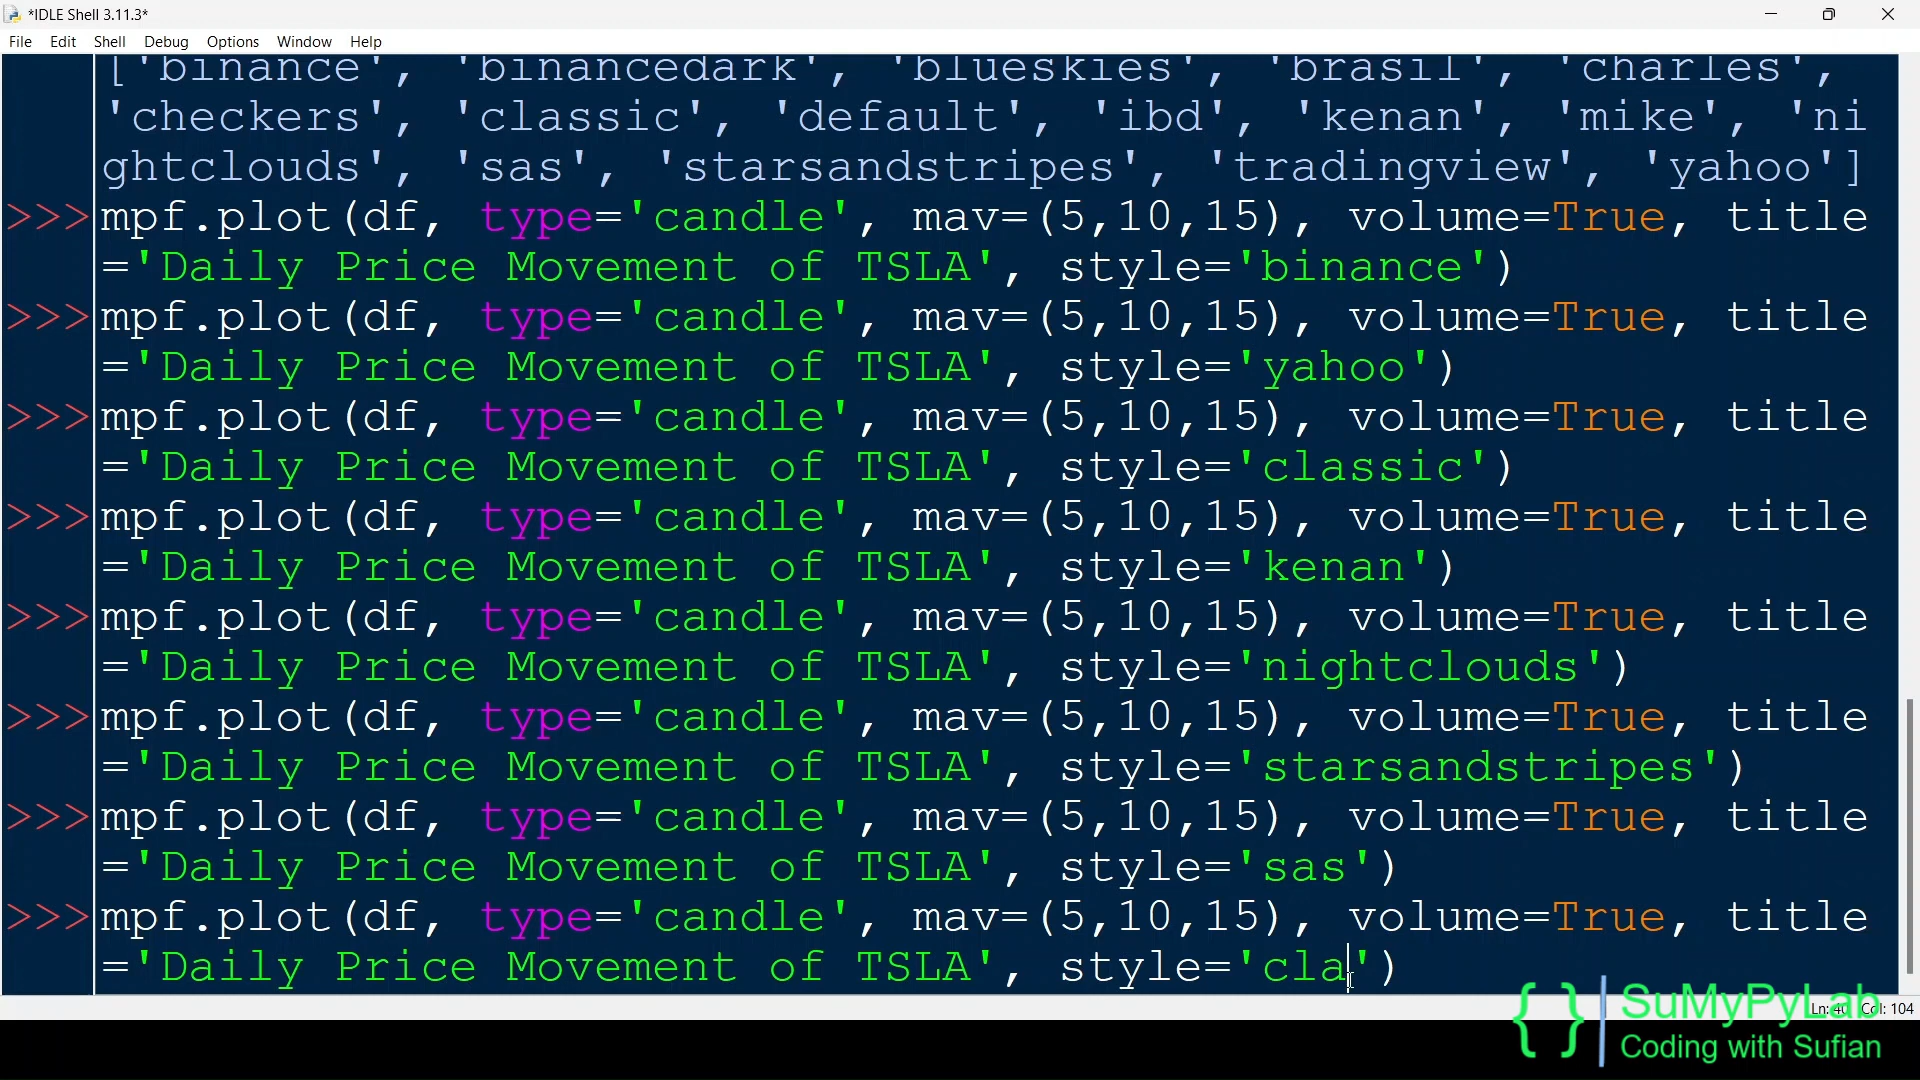 *IDLE Shell 3.11.3*
File Edit Shell Debug Options Window Help
['binance', 'binancedark', 'blueskies', 'brasil', 'charles',
'checkers', 'classic', 'default', 'ibd', 'kenan', 'mike', 'ni
ghtclouds', 'sas', 'starsandstripes', 'tradingview', 'yahoo']
>>> mpf.plot(df, type='candle', mav=(5,10,15), volume=True, title
='Daily Price Movement of TSLA', style='binance')
>>> mpf.plot(df, type='candle', mav=(5,10,15), volume=True, title
='Daily Price Movement of TSLA', style='yahoo')
>>> mpf.plot(df, type='candle', mav=(5,10,15), volume=True, title
='Daily Price Movement of TSLA', style='classic')
>>> mpf.plot(df, type='candle', mav=(5,10,15), volume=True, title
='Daily Price Movement of TSLA', style='kenan')
>>> mpf.plot(df, type='candle', mav=(5,10,15), volume=True, title
='Daily Price Movement of TSLA', style='nightclouds')
>>> mpf.plot(df, type='candle', mav=(5,10,15), volume=True, title
='Daily Price Movement of TSLA', style='starsandstripes')
>>> mpf.plot(df, type='candle', mav=(5,10,15), volume=True, title
='Daily Price Movement of TSLA', style='sas')
>>> mpf.plot(df, type='candle', mav=(5,10,15), volume=True, title
='Daily Price Movement of TSLA', style='cla')
Ln: 40 Col: 104
{ } SuMyPyLab
Coding with Sufian